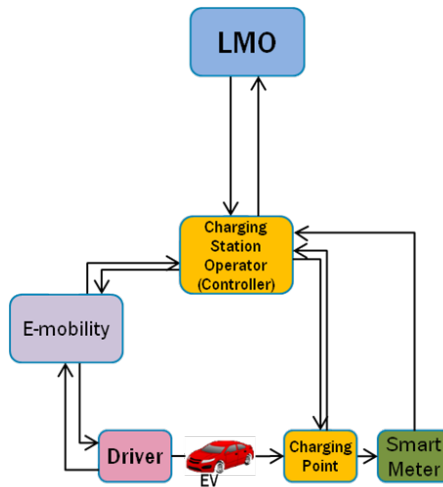 LMO
Charging
Station
Operator
(Controller)
E-mobility
Driver
EV
Charging
Point
Smart
Meter